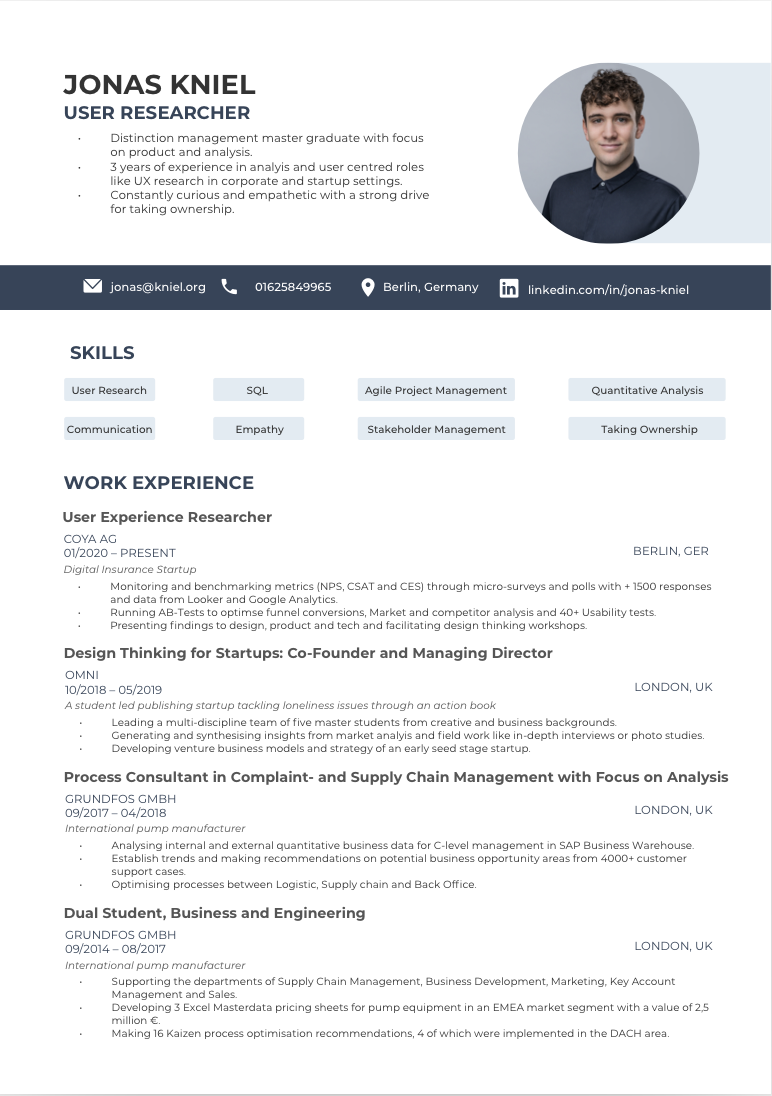 JONAS KNIEL
USER RESEARCHER
· Distinction management master graduate with focus
on product and analysis.
· 3 years of experience in analyis and user centred roles
like UX research in corporate and startup settings.
· Constantly curious and empathetic with a strong drive
for taking ownership.
jonas@kniel.org 01625849965 Berlin, Germany linkedin.com/in/jonas-kniel
SKILLS
User Research SQL Agile Project Management Quantitative Analysis
Communication Empathy Stakeholder Management Taking Ownership
WORK EXPERIENCE
User Experience Researcher
COYA AG
01/2020 – PRESENT BERLIN, GER
Digital Insurance Startup
· Monitoring and benchmarking metrics (NPS, CSAT and CES) through micro-surveys and polls with + 1500 responses
and data from Looker and Google Analytics.
· Running AB-Tests to optimse funnel conversions, Market and competitor analysis and 40+ Usability tests.
· Presenting findings to design, product and tech and facilitating design thinking workshops.
Design Thinking for Startups: Co-Founder and Managing Director
OMNI
10/2018 – 05/2019 LONDON, UK
A student led publishing startup tackling loneliness issues through an action book
· Leading a multi-discipline team of five master students from creative and business backgrounds.
· Generating and synthesising insights from market analyis and field work like in-depth interviews or photo studies.
· Developing venture business models and strategy of an early seed stage startup.
Process Consultant in Complaint- and Supply Chain Management with Focus on Analysis
GRUNDFOS GMBH
09/2017 – 04/2018 LONDON, UK
International pump manufacturer
· Analysing internal and external quantitative business data for C-level management in SAP Business Warehouse.
· Establish trends and making recommendations on potential business opportunity areas from 4000+ customer
support cases.
· Optimising processes between Logistic, Supply chain and Back Office.
Dual Student, Business and Engineering
GRUNDFOS GMBH
09/2014 – 08/2017 LONDON, UK
International pump manufacturer
· Supporting the departments of Supply Chain Management, Business Development, Marketing, Key Account
Management and Sales.
· Developing 3 Excel Masterdata pricing sheets for pump equipment in an EMEA market segment with a value of 2,5
million €.
· Making 16 Kaizen process optimisation recommendations, 4 of which were implemented in the DACH area.